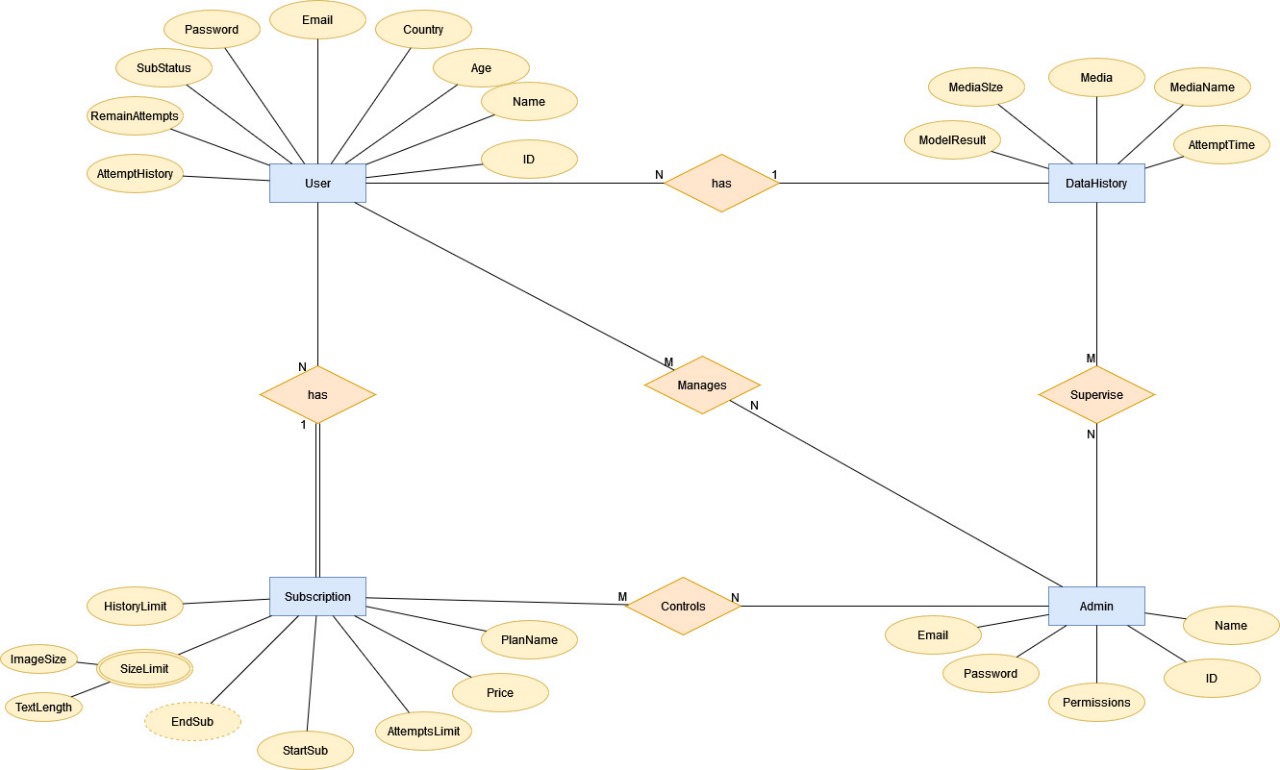 Email
Password
Country
SubStatus
Age
Name
RemainAttempts
ID
AttemptHistory
User
N
has
1
Media
MediaSIze
MediaName
ModelResult
AttemptTime
DataHistory
N
has
1
M
Manages
N
M
Supervise
N
Subscription
M
Controls
N
Admin
HistoryLimit
ImageSize
SizeLimit
TextLength
EndSub
StartSub
AttemptsLimit
Price
PlanName
Email
Password
Permissions
ID
Name